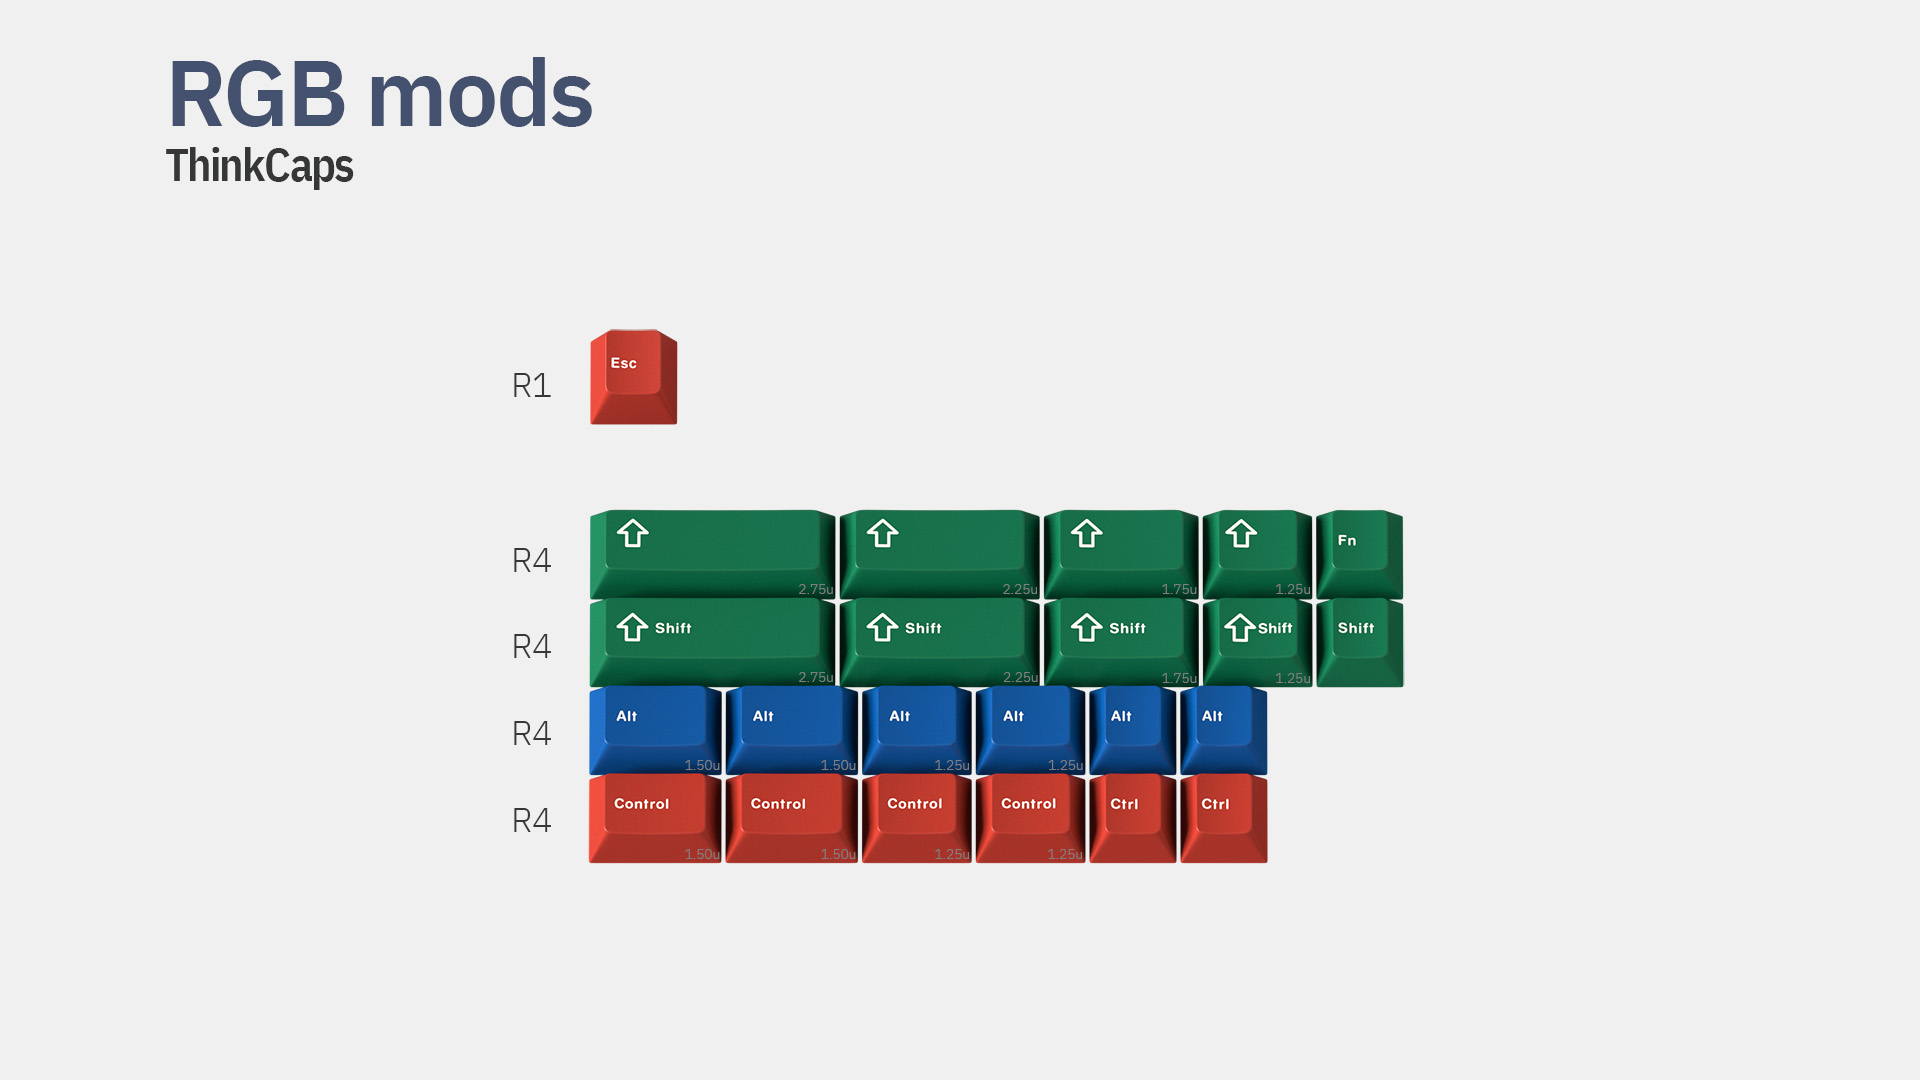 RGB mods
ThinkCaps
R1 Esc
R4 2.75u 2.25u 1.75u 1.25u Fn
R4 Shift 2.75u Shift 2.25u Shift 1.75u Shift 1.25u Shift
R4 Alt 1.50u Alt 1.50u Alt 1.25u Alt 1.25u Alt Alt
R4 Control 1.50u Control 1.50u Control 1.25u Control 1.25u Ctrl Ctrl